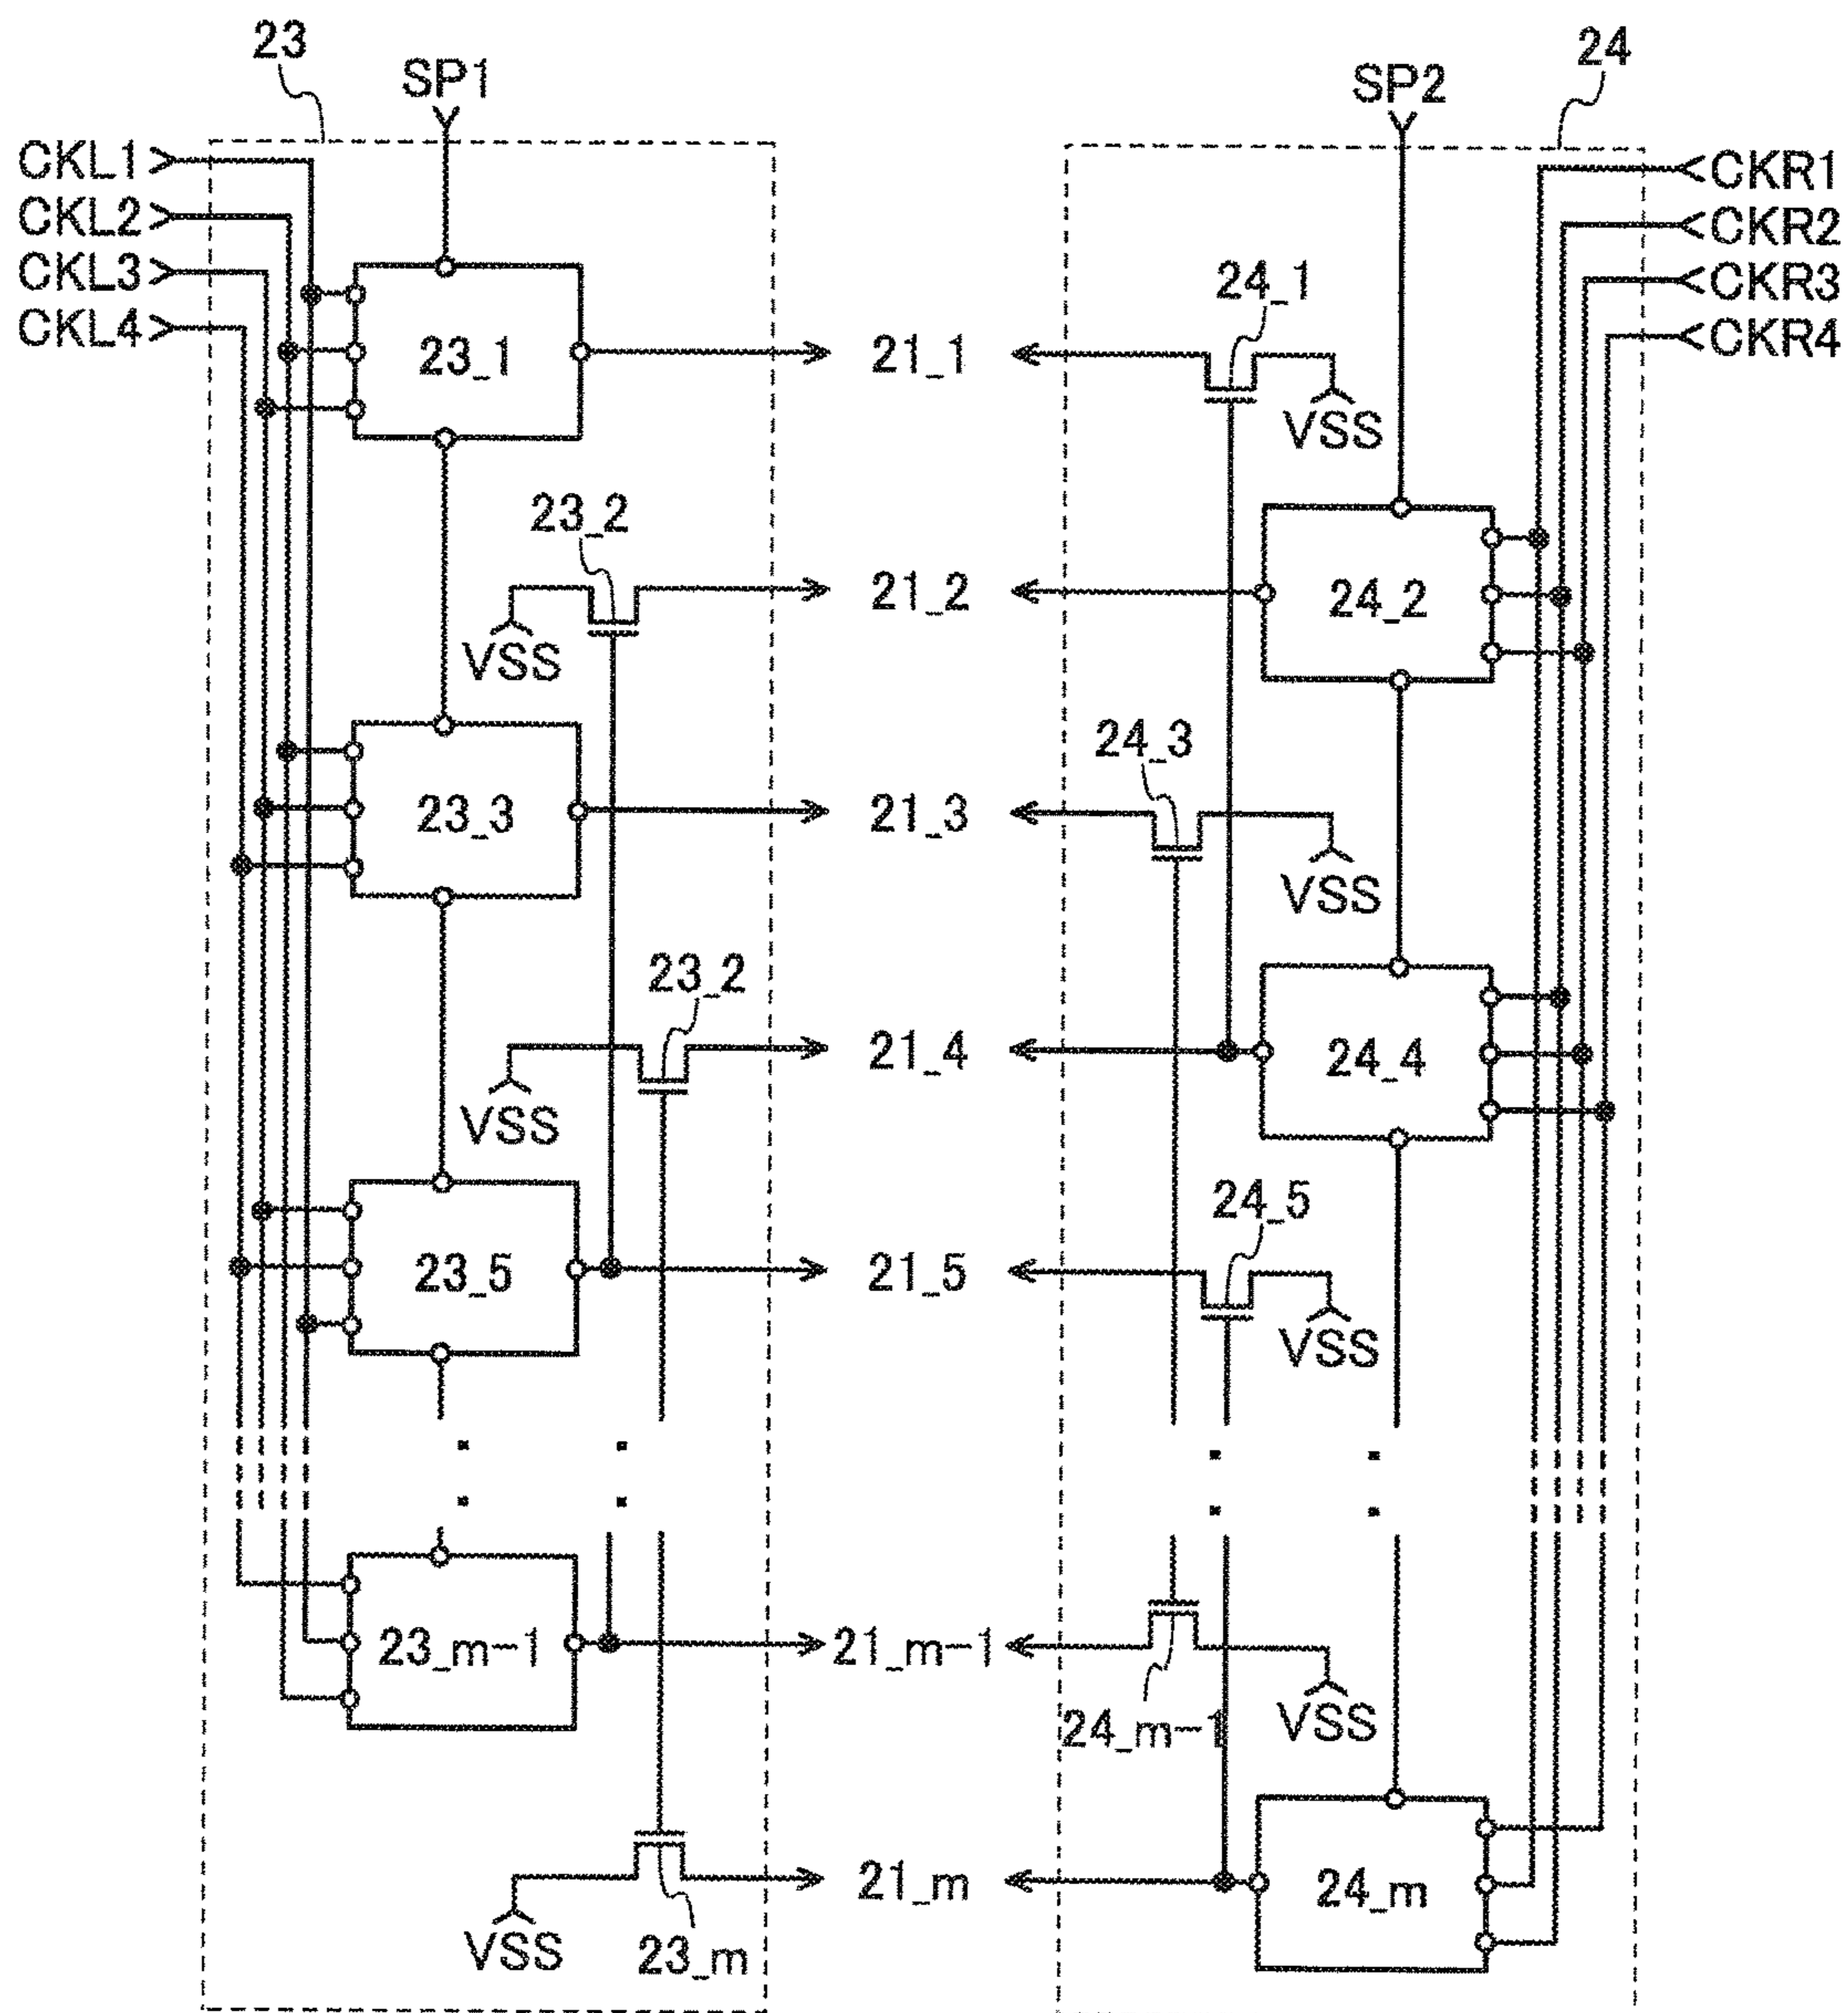 23
24
SP1
SP2
CKL1
CKL2
CKL3
CKL4
CKR1
CKR2
CKR3
CKR4
23_1
21_1
24_1
VSS
23_2
VSS
21_2
24_2
23_3
21_3
24_3
VSS
23_2
VSS
21_4
24_4
23_5
21_5
24_5
VSS
23_m-1
21_m-1
24_m-1
VSS
VSS
23_m
21_m
24_m